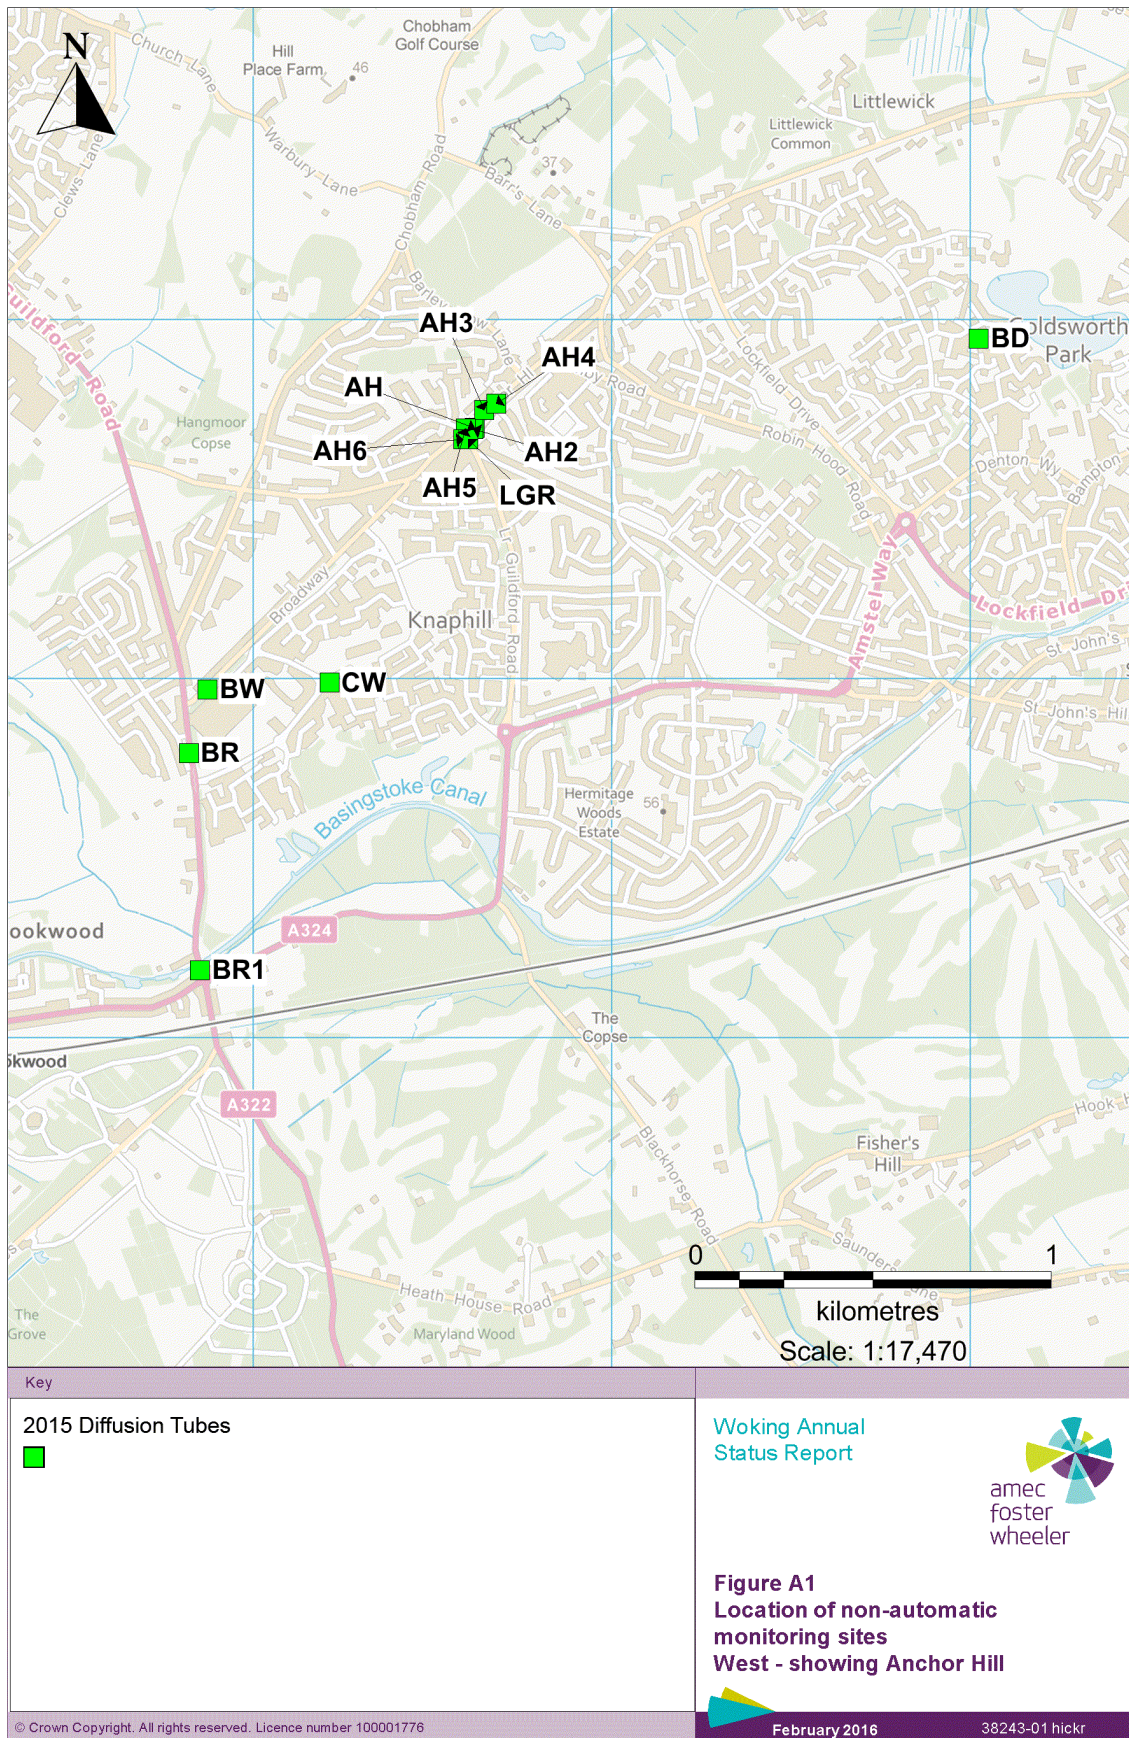 N
Chobham
Golf Course
Church Lane
Hill
Place Farm
46
Littlewick
Littlewick
Common
Warbury Lane
37
Barr's Lane
Clews Lane
Chobham Road
Guildford Road
AH3
AH4
AH
AH6
AH2
AH5
LGR
BD
Goldsworth
Park
Lockfield Drive
Hangmoor
Copse
Robin Hood Road
Denton Wy
Bampton
Amstel Way
Lockfield Dri
Lr Guildford Road
Broadway
Knaphill
St John's
St John's Hil
BW
CW
BR
Basingstoke Canal
Hermitage
Woods
Estate
56
ookwood
A324
BR1
The
Copse
okwood
A322
Hook H
Fisher's
Hill
Blackhorse Road
Saunders Lane
Heath House Road
The
Grove
Maryland Wood
0 1
kilometres
Scale: 1:17,470
Key
2015 Diffusion Tubes
Woking Annual
Status Report
amec
foster
wheeler
Figure A1
Location of non-automatic
monitoring sites
West - showing Anchor Hill
© Crown Copyright. All rights reserved. Licence number 100001776
February 2016
38243-01 hickr